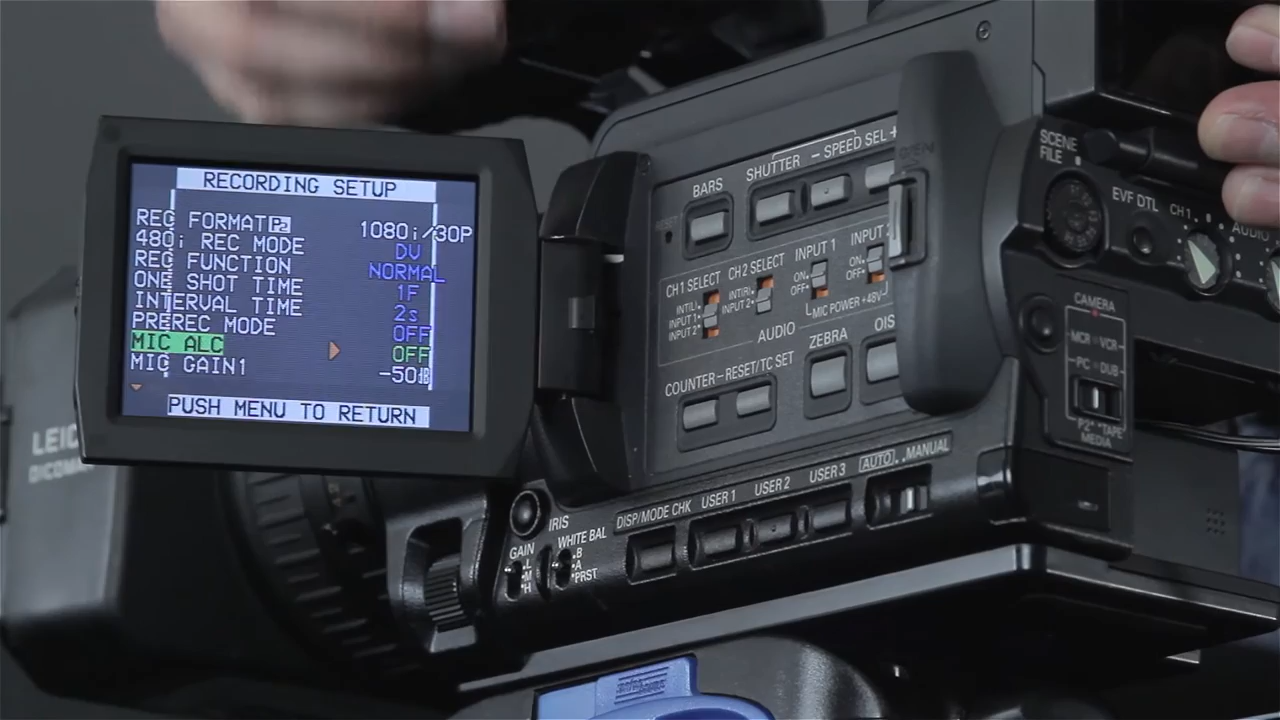 RECORDING SETUP
REC FORMAT P2 1080i/30P
480i REC MODE DV
REC FUNCTION NORMAL
ONE SHOT TIME 1F
INTERVAL TIME 2s
PREREC MODE OFF
MIC ALC OFF
MIC GAIN1 -50dB
PUSH MENU TO RETURN
BARS
SHUTTER – SPEED SEL +
RESET
CH1 SELECT
INT(L)
INPUT 1
INPUT 2
CH2 SELECT
INT(R)
INPUT 2
INPUT 1
ON
OFF
INPUT 2
ON
OFF
MIC POWER +48V
AUDIO
COUNTER – RESET/TC SET
ZEBRA
OIS
OPEN
SCENE
FILE
EVF DTL
CH1
AUDIO
CAMERA
MCR VCR
PC DUB
P2 TAPE
MEDIA
IRIS
GAIN
L
M
H
WHITE BAL
B
A
PRST
DISP/MODE CHK
USER 1
USER 2
USER 3
AUTO
MANUAL
LEIC
DICOM